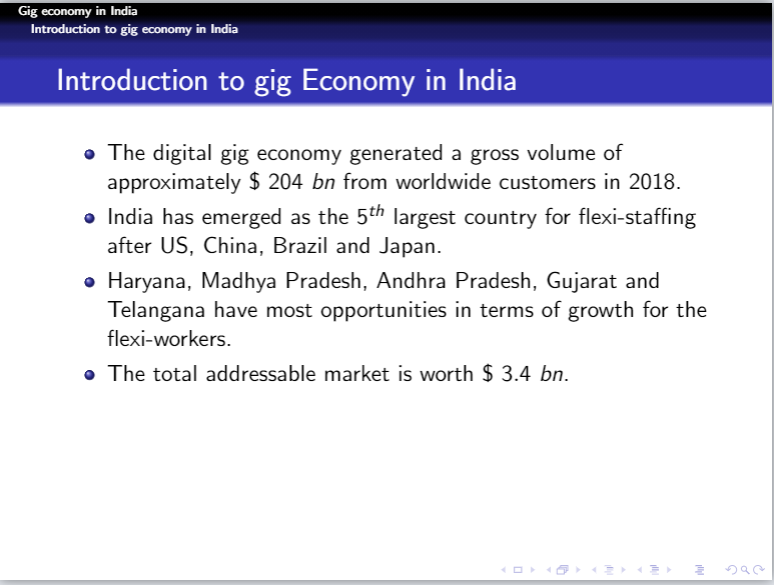 Gig economy in India
Introduction to gig economy in India
Introduction to gig Economy in India
The digital gig economy generated a gross volume of
approximately $ 204 bn from worldwide customers in 2018.
India has emerged as the 5th largest country for flexi-staffing
after US, China, Brazil and Japan.
Haryana, Madhya Pradesh, Andhra Pradesh, Gujarat and
Telangana have most opportunities in terms of growth for the
flexi-workers.
The total addressable market is worth $ 3.4 bn.